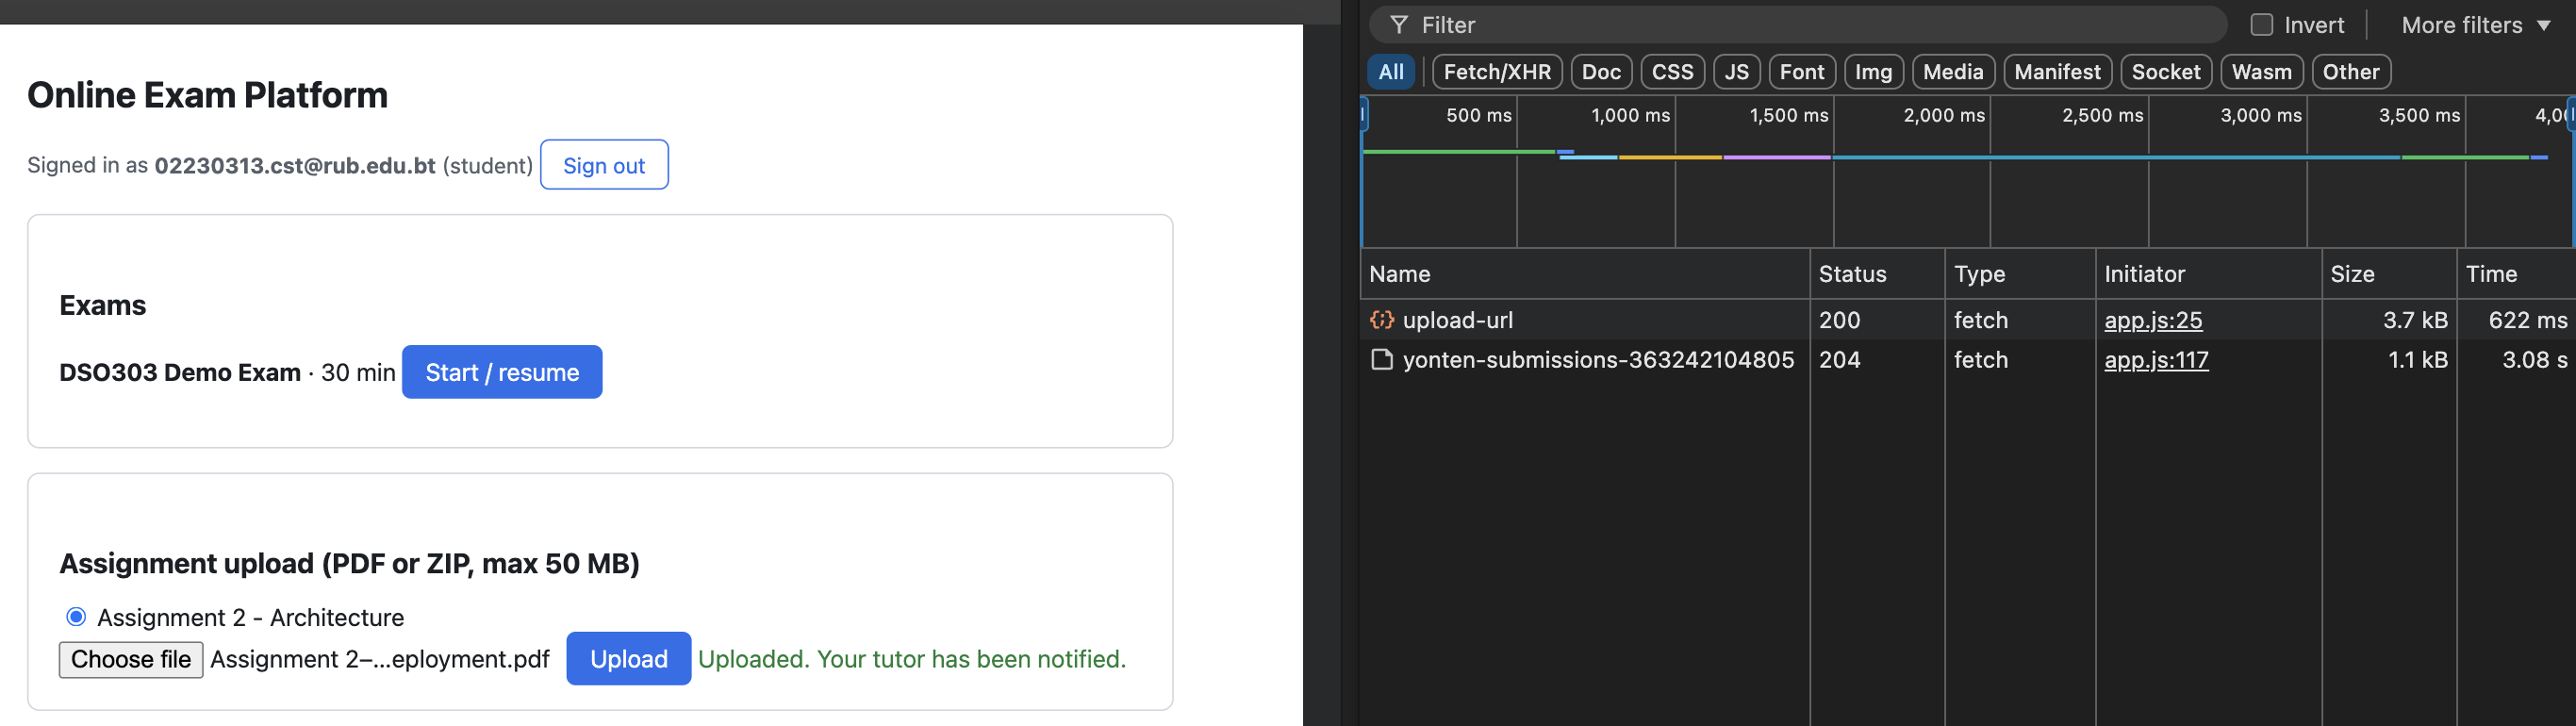 Online Exam Platform
Signed in as 02230313.cst@rub.edu.bt (student) Sign out
Exams
DSO303 Demo Exam · 30 min Start / resume
Assignment upload (PDF or ZIP, max 50 MB)
Assignment 2 - Architecture
Choose file Assignment 2–...eployment.pdf Upload Uploaded. Your tutor has been notified.
Filter Invert More filters
All Fetch/XHR Doc CSS JS Font Img Media Manifest Socket Wasm Other
500 ms 1,000 ms 1,500 ms 2,000 ms 2,500 ms 3,000 ms 3,500 ms
Name Status Type Initiator Size Time
upload-url 200 fetch app.js:25 3.7 kB 622 ms
yonten-submissions-363242104805 204 fetch app.js:117 1.1 kB 3.08 s